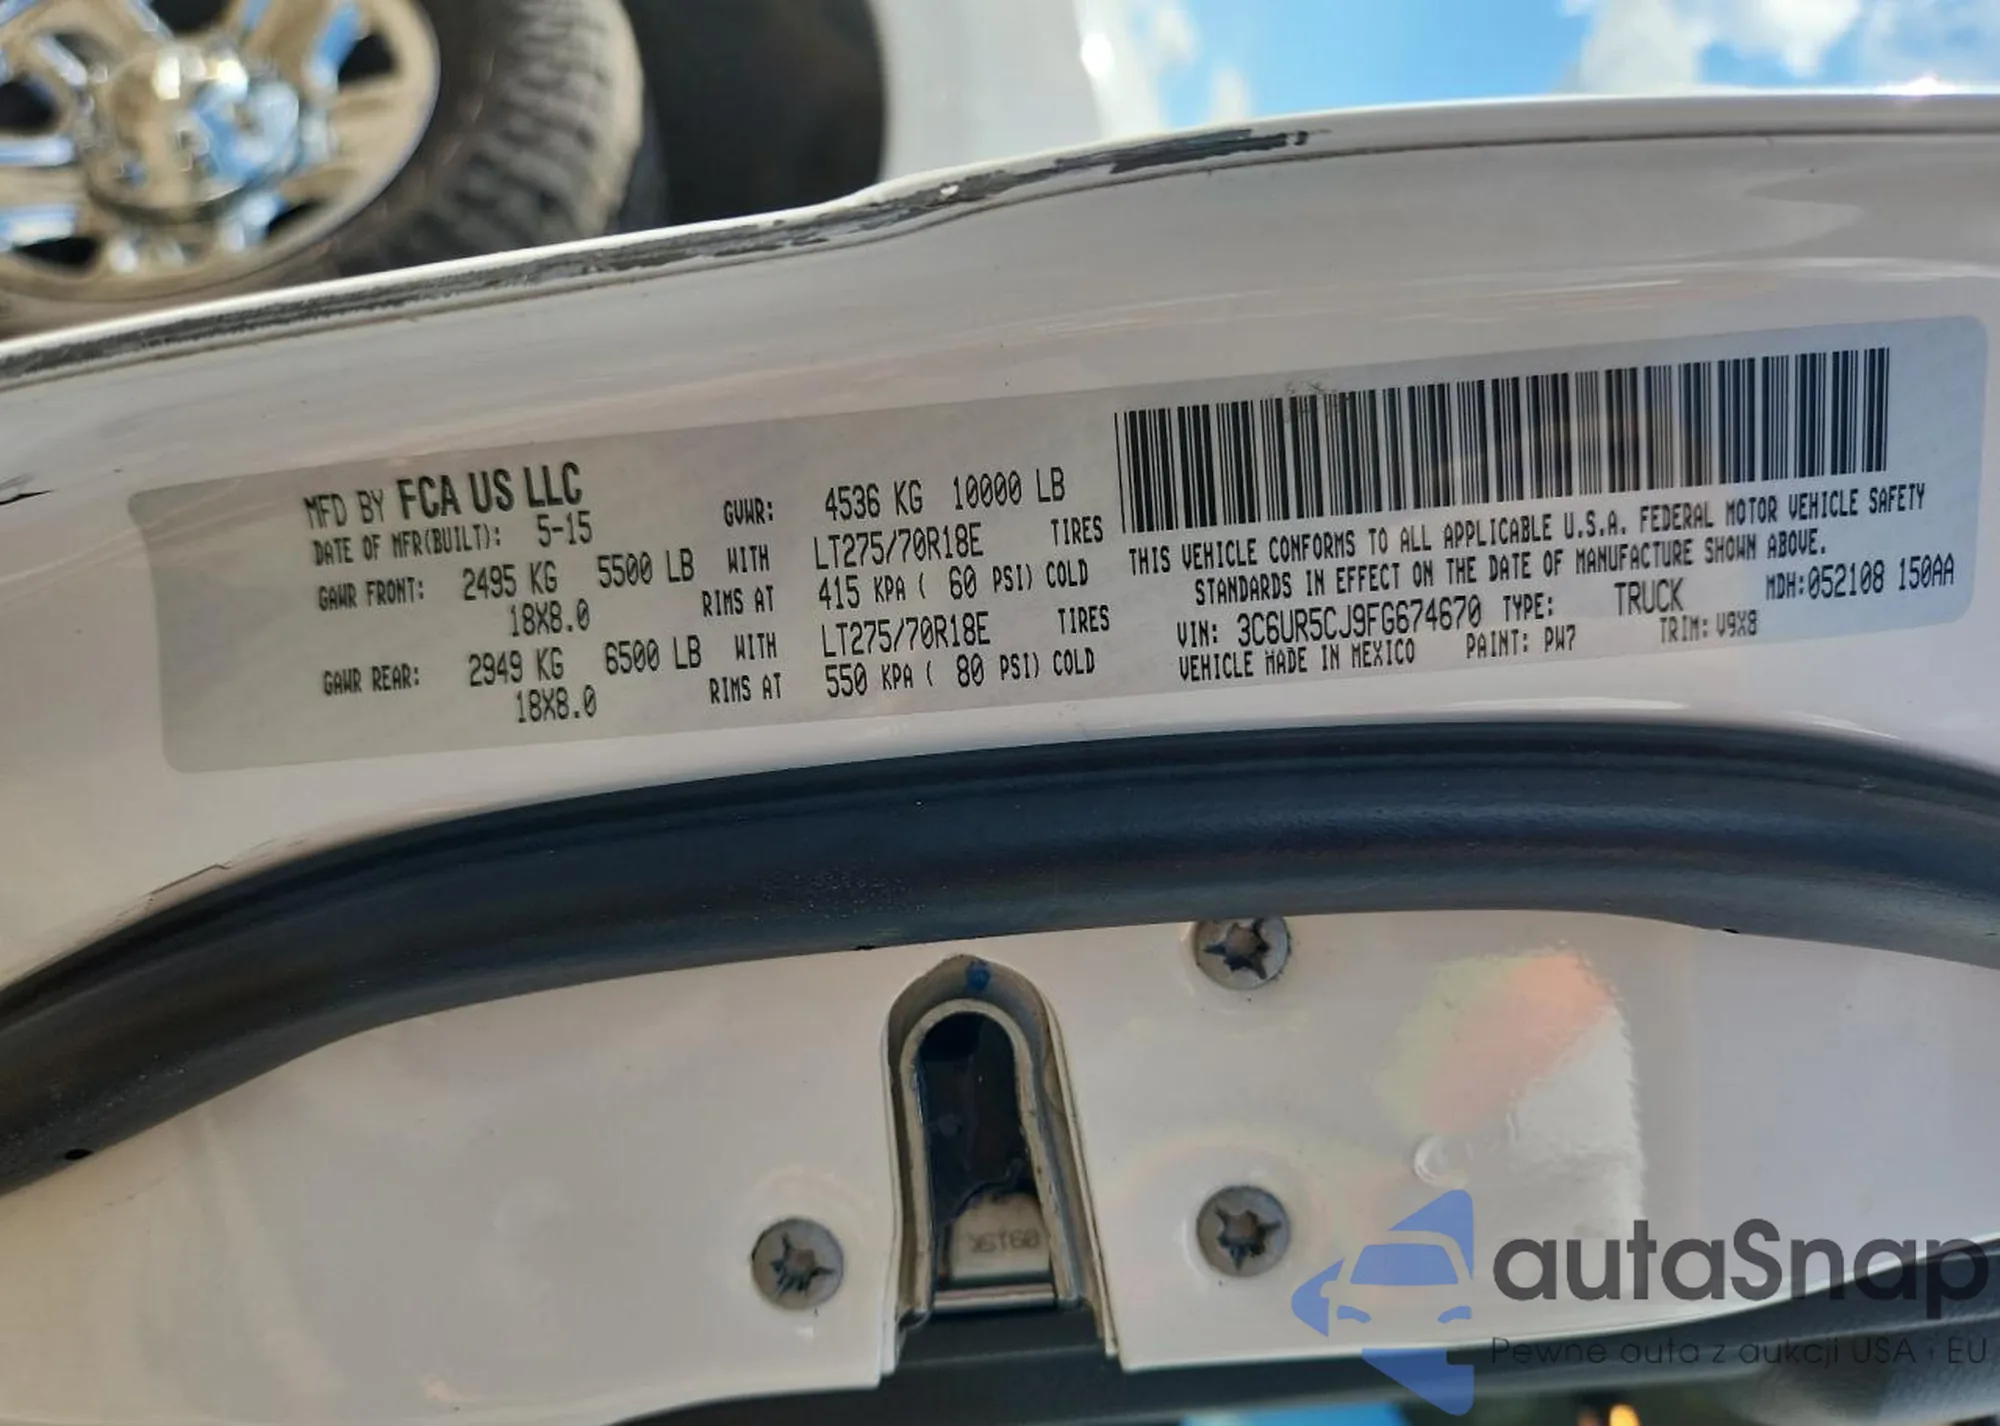 MFD BY FCA US LLC
DATE OF MFR(BUILT): 5-15
GVWR: 4536 KG 10000 LB
GAWR FRONT: 2495 KG 5500 LB WITH LT275/70R18E TIRES
18X8.0 RIMS AT 415 KPA ( 60 PSI) COLD
GAWR REAR: 2949 KG 6500 LB WITH LT275/70R18E TIRES
18X8.0 RIMS AT 550 KPA ( 80 PSI) COLD
THIS VEHICLE CONFORMS TO ALL APPLICABLE U.S.A. FEDERAL MOTOR VEHICLE SAFETY
STANDARDS IN EFFECT ON THE DATE OF MANUFACTURE SHOWN ABOVE.
MDH:052108 150AA
VIN: 3C6UR5CJ9FG674670 TYPE: TRUCK
VEHICLE MADE IN MEXICO PAINT: PW7 TRIM: V9X8
autaSnap
Pewne auta z aukcji USA i EU